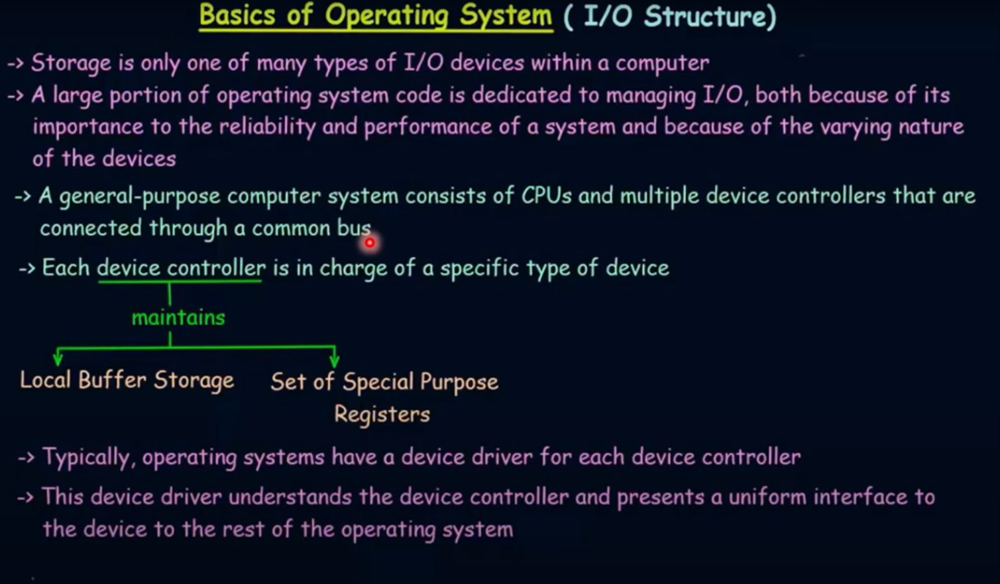 Basics of Operating System ( I/O Structure)
-> Storage is only one of many types of I/O devices within a computer
-> A large portion of operating system code is dedicated to managing I/O, both because of its
importance to the reliability and performance of a system and because of the varying nature
of the devices
-> A general-purpose computer system consists of CPUs and multiple device controllers that are
connected through a common bus
-> Each device controller is in charge of a specific type of device
maintains
Local Buffer Storage
Set of Special Purpose
Registers
-> Typically, operating systems have a device driver for each device controller
-> This device driver understands the device controller and presents a uniform interface to
the device to the rest of the operating system